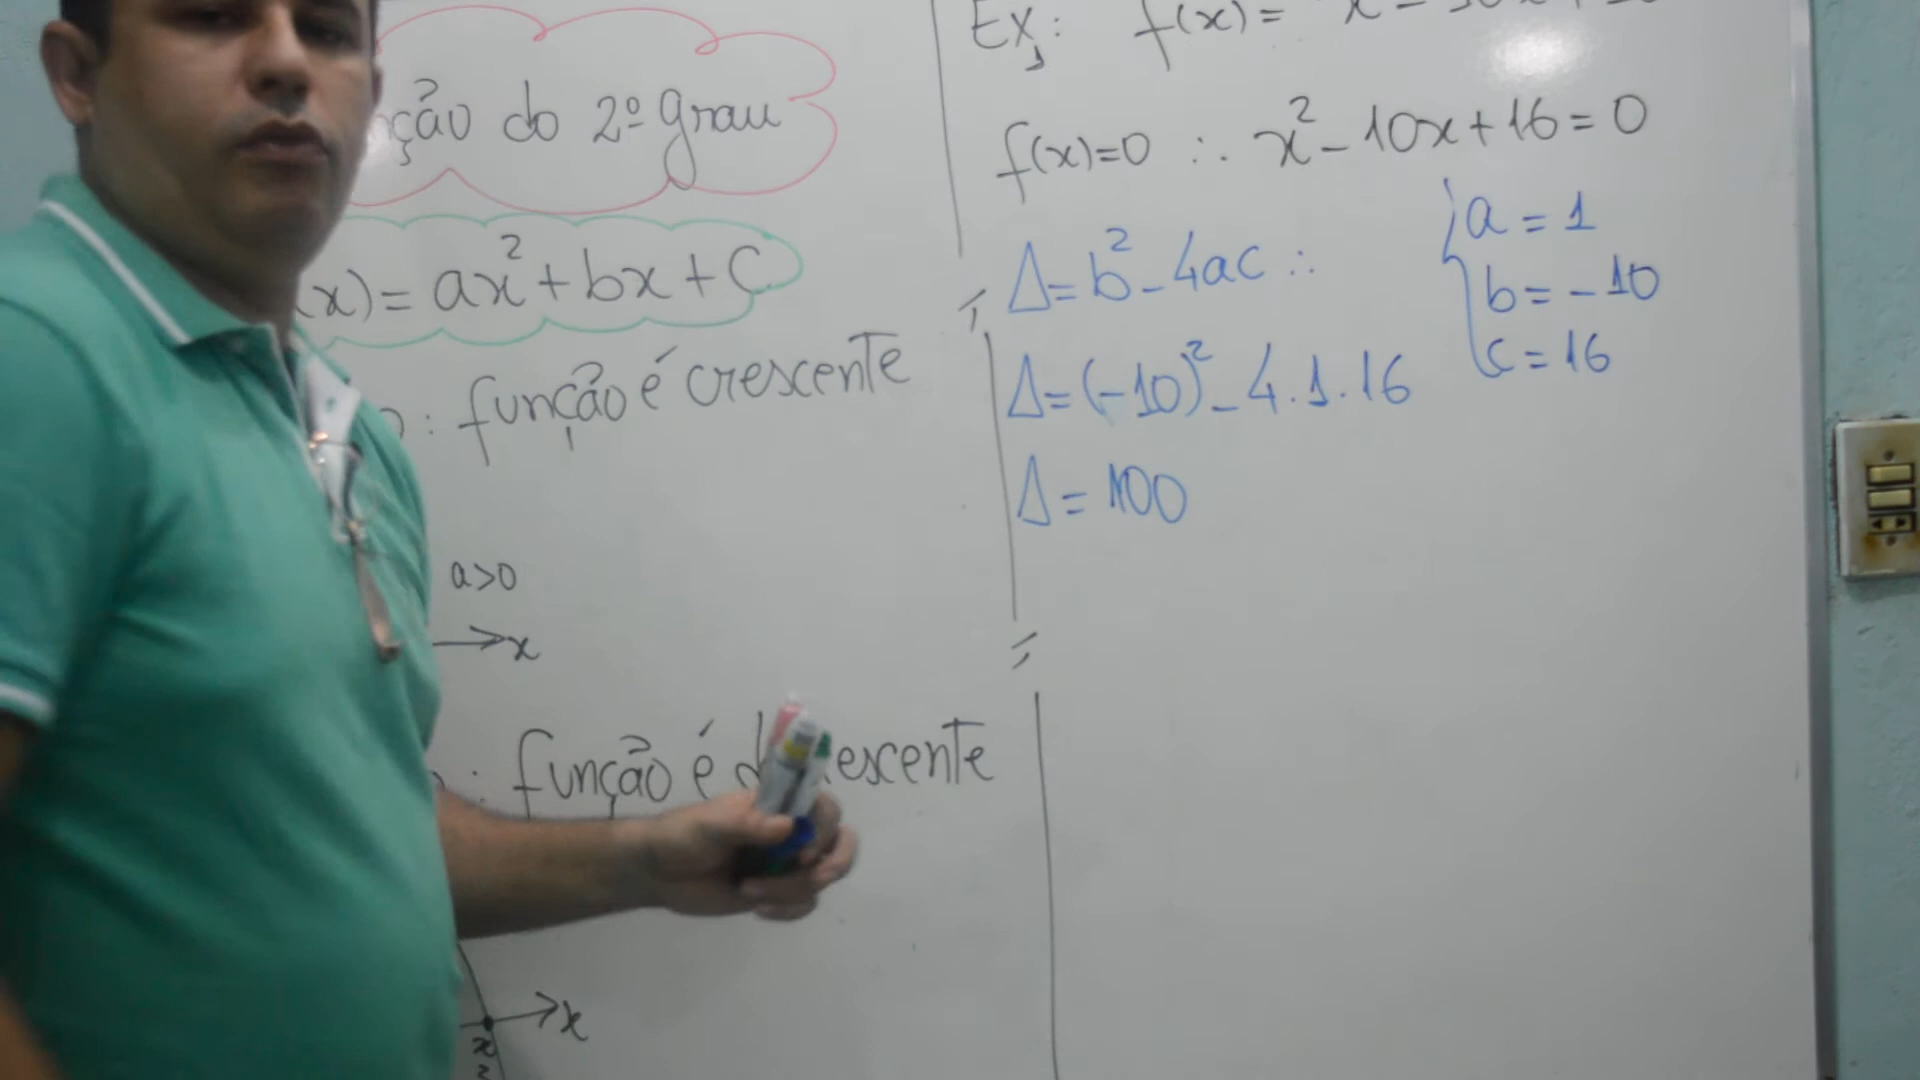 ção do 2º grau
(x) = ax² + bx + c
: função é crescente
a>0
x
: função é
x
x
2
Ex:
f(x) =
f(x)=0 ∴ x² - 10x + 16 = 0
a = 1
b = -10
c = 16
Δ = b² - 4ac ∴
Δ = (-10)² - 4.1.16
Δ = 100